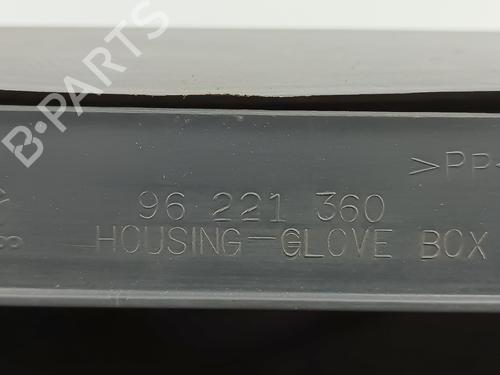 B-PARTS
>PP<
96 221 360
HOUSING-GLOVE BOX